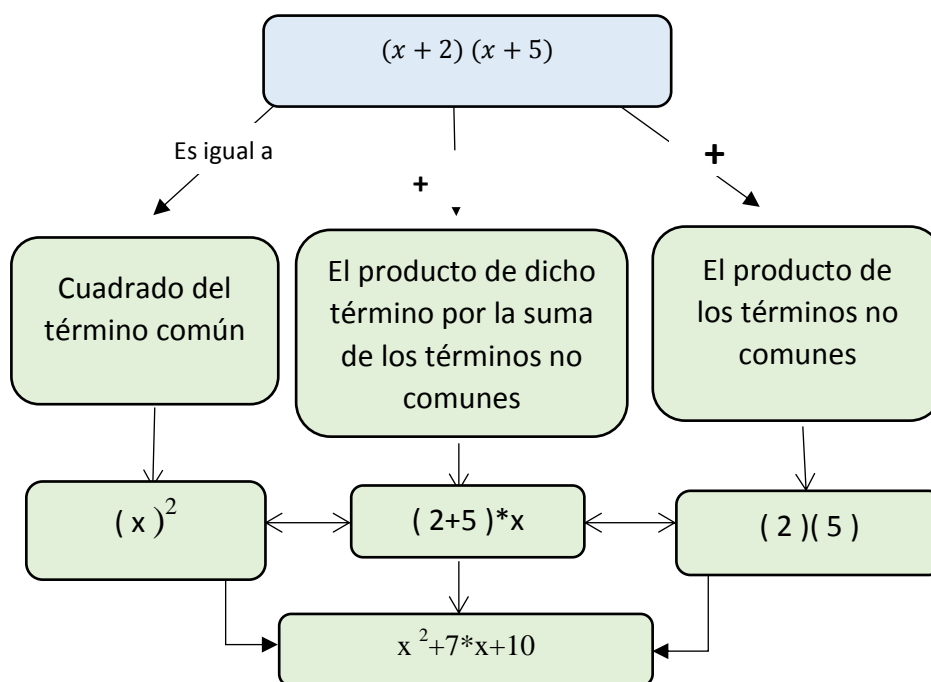 (x + 2) (x + 5)
Es igual a
+
+
Cuadrado del
término común
El producto de dicho
término por la suma
de los términos no
comunes
El producto de
los términos no
comunes
( x )²
( 2+5 )*x
( 2 )( 5 )
x ²+7*x+10